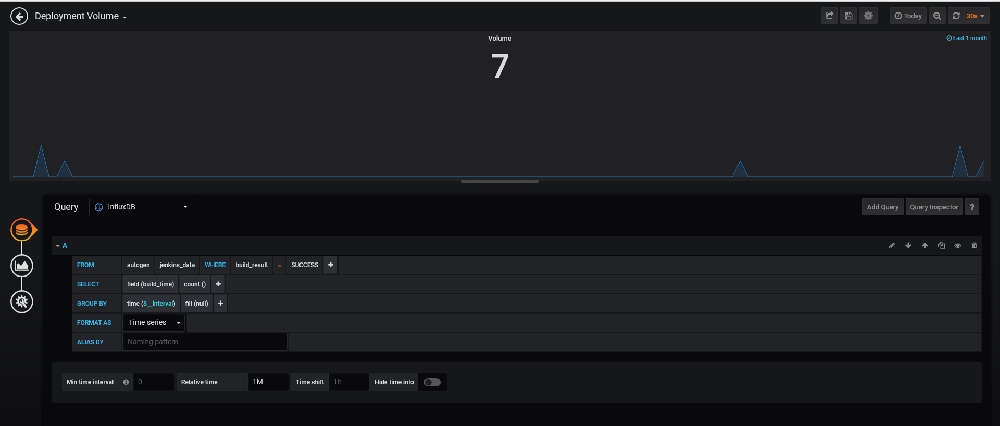 Deployment Volume
Today
30s
Volume
Last 1 month
7
Query
InfluxDB
Add Query
Query Inspector
?
A
FROM autogen jenkins_data WHERE build_result = SUCCESS +
SELECT field (build_time) count () +
GROUP BY time ($__interval) fill (null) +
FORMAT AS Time series
ALIAS BY Naming pattern
Min time interval 0 Relative time 1M Time shift 1h Hide time info